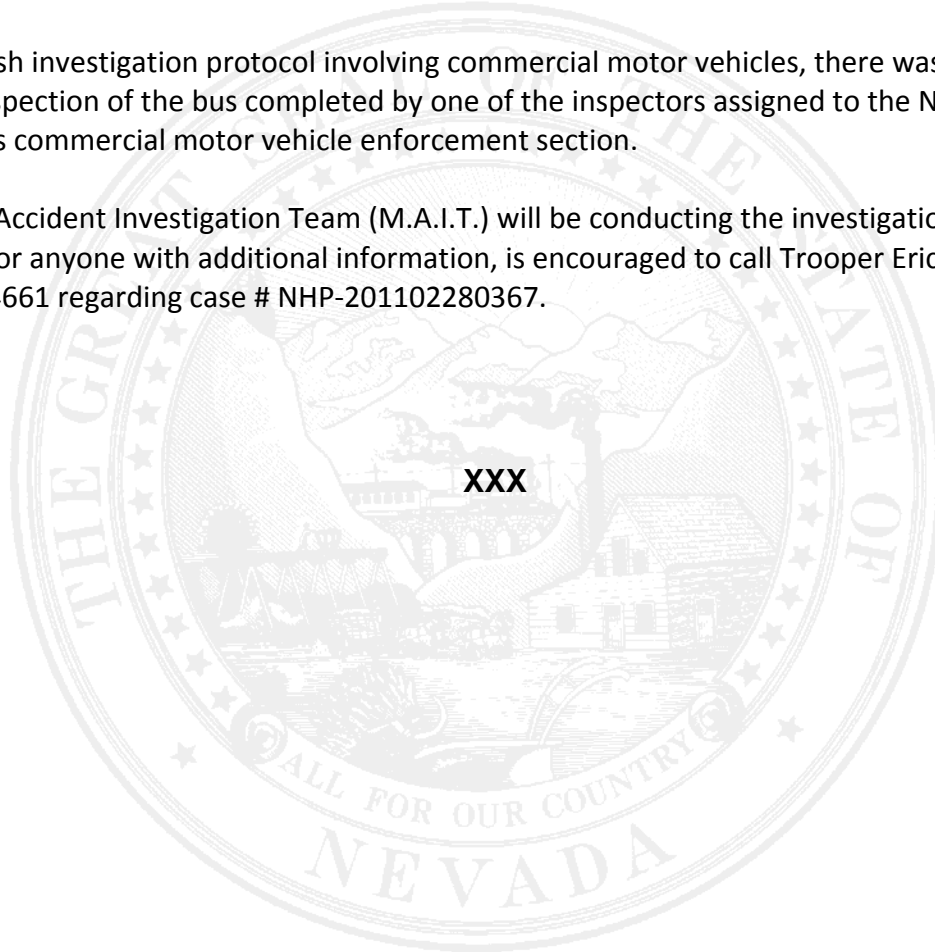 sh investigation protocol involving commercial motor vehicles, there was
spection of the bus completed by one of the inspectors assigned to the N
s commercial motor vehicle enforcement section.
Accident Investigation Team (M.A.I.T.) will be conducting the investigatio
or anyone with additional information, is encouraged to call Trooper Eric
4661 regarding case # NHP-201102280367.
XXX
THE GREAT SEAL OF THE STATE OF
ALL FOR OUR COUNTRY
NEVADA